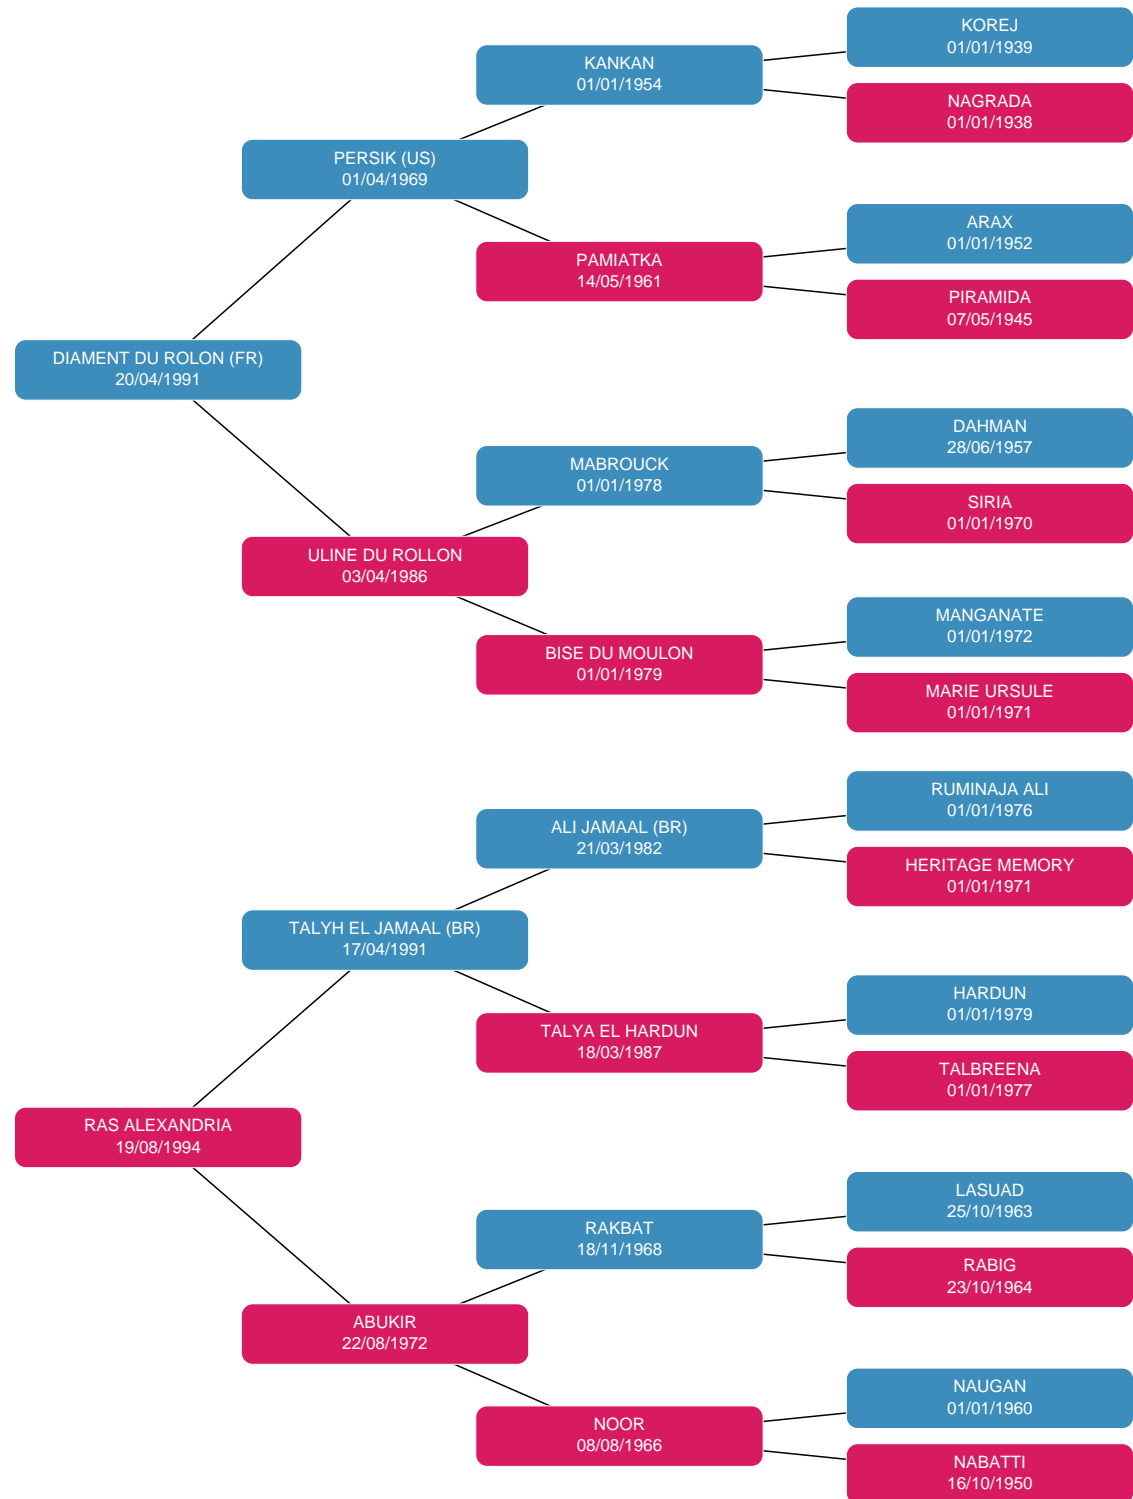 KOREJ
01/01/1939
KANKAN
01/01/1954
NAGRADA
01/01/1938
PERSIK (US)
01/04/1969
ARAX
01/01/1952
PAMIATKA
14/05/1961
PIRAMIDA
07/05/1945
DIAMENT DU ROLON (FR)
20/04/1991
DAHMAN
28/06/1957
MABROUCK
01/01/1978
SIRIA
01/01/1970
ULINE DU ROLLON
03/04/1986
MANGANATE
01/01/1972
BISE DU MOULON
01/01/1979
MARIE URSULE
01/01/1971
RUMINAJA ALI
01/01/1976
ALI JAMAAL (BR)
21/03/1982
HERITAGE MEMORY
01/01/1971
TALYH EL JAMAAL (BR)
17/04/1991
HARDUN
01/01/1979
TALYA EL HARDUN
18/03/1987
TALBREENA
01/01/1977
RAS ALEXANDRIA
19/08/1994
LASUAD
25/10/1963
RAKBAT
18/11/1968
RABIG
23/10/1964
ABUKIR
22/08/1972
NAUGAN
01/01/1960
NOOR
08/08/1966
NABATTI
16/10/1950